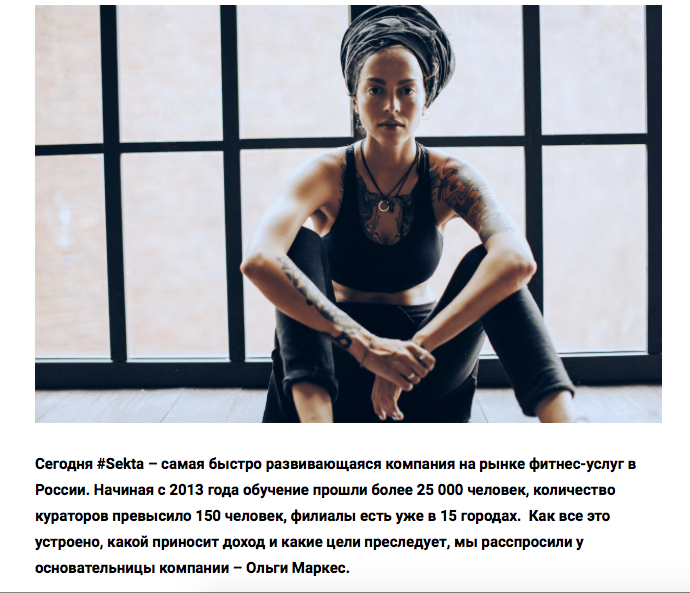 Сегодня #Sekta – самая быстро развивающаяся компания на рынке фитнес-услуг в
России. Начиная с 2013 года обучение прошли более 25 000 человек, количество
кураторов превысило 150 человек, филиалы есть уже в 15 городах.  Как все это
устроено, какой приносит доход и какие цели преследует, мы расспросили у
основательницы компании – Ольги Маркес.